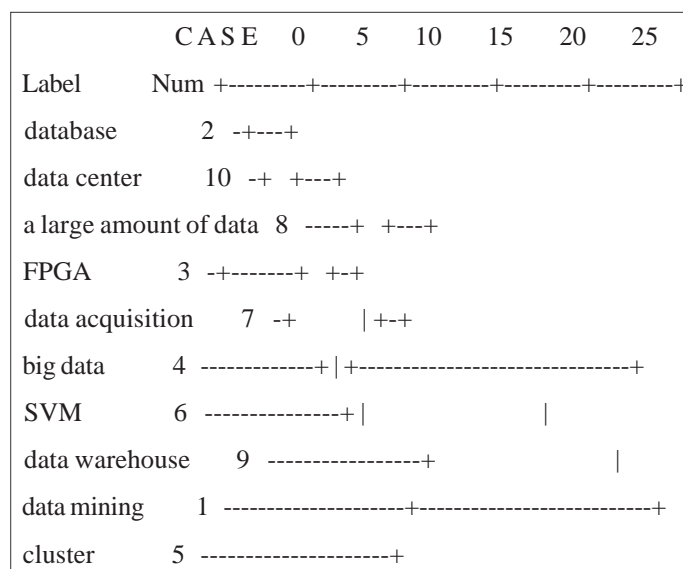 CASE 0 5 10 15 20 25
Label Num +---------+---------+---------+---------+---------+
database 2 -+---+
data center 10 -+ +---+
a large amount of data 8 -----+ +---+
FPGA 3 -+-------+ +-+
data acquisition 7 -+ | +-+
big data 4 -------------+ | +-------------------------------+
SVM 6 ---------------+ | |
data warehouse 9 -----------------+ |
data mining 1 --------------------+-------------------------+
cluster 5 ---------------------+